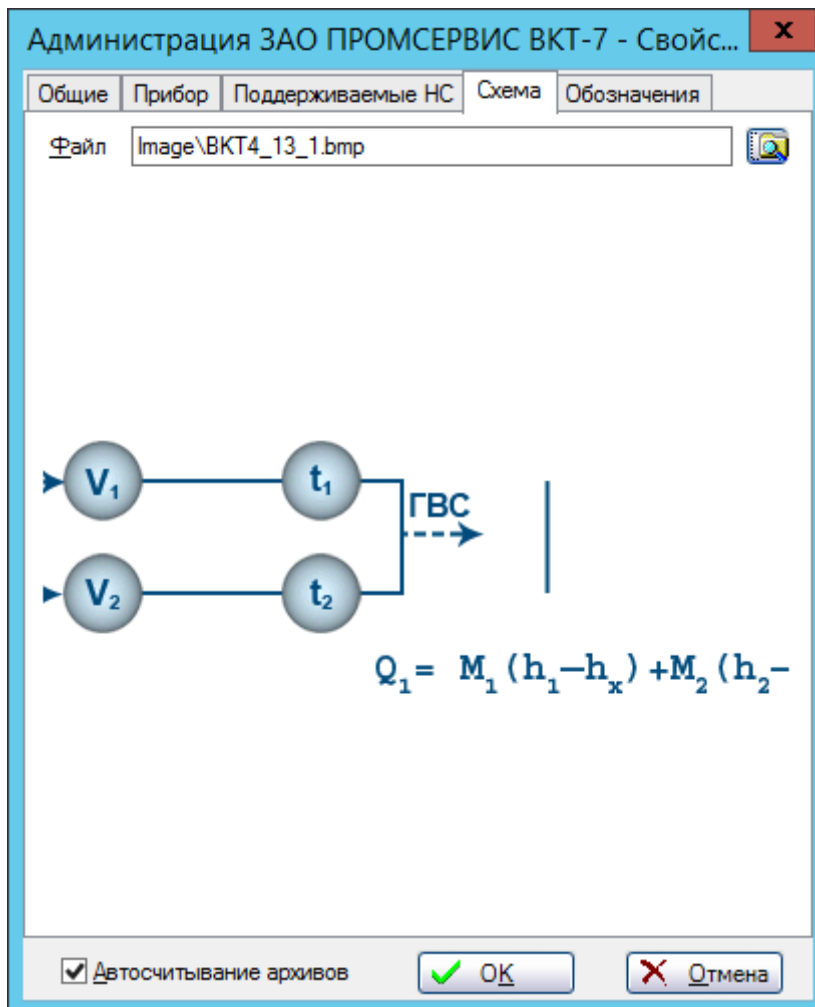 Администрация ЗАО ПРОМСЕРВИС ВКТ-7 - Свойс... x
Общие Прибор Поддерживаемые НС Схема Обозначения
Файл Image\ВКТ4_13_1.bmp
V₁ t₁
ГВС
V₂ t₂
Q₁= M₁(h₁−hₓ)+M₂(h₂−
Автосчитывание архивов OK Отмена